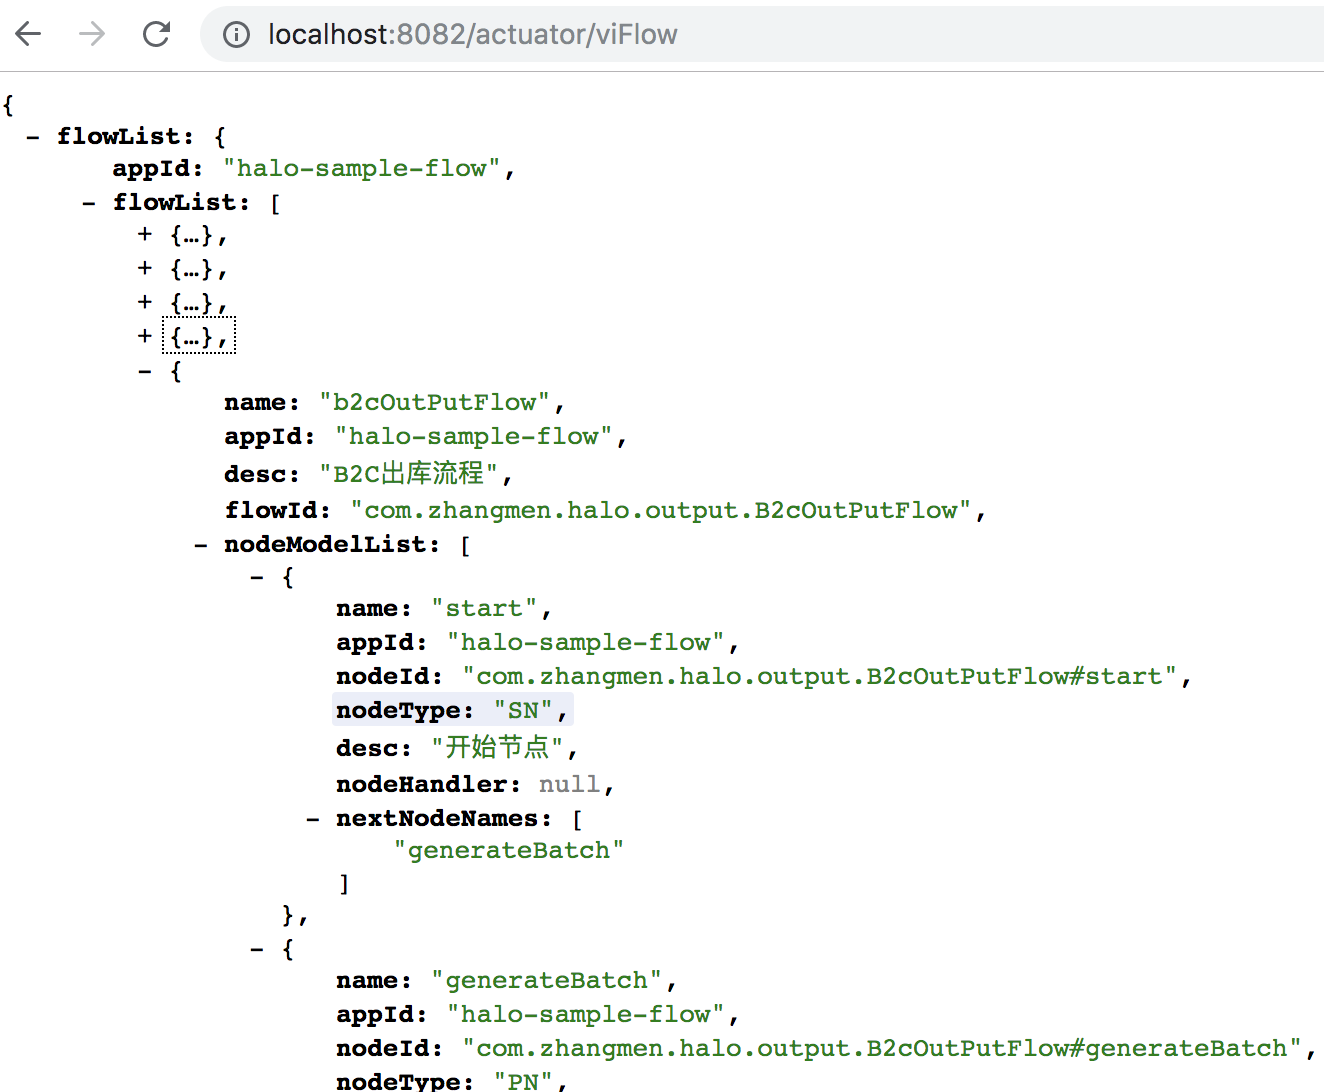 localhost:8082/actuator/viFlow
{
- flowList: {
appId: "halo-sample-flow",
- flowList: [
+ {…},
+ {…},
+ {…},
+ {…},
- {
name: "b2cOutPutFlow",
appId: "halo-sample-flow",
desc: "B2C出库流程",
flowId: "com.zhangmen.halo.output.B2cOutPutFlow",
- nodeModelList: [
- {
name: "start",
appId: "halo-sample-flow",
nodeId: "com.zhangmen.halo.output.B2cOutPutFlow#start",
nodeType: "SN",
desc: "开始节点",
nodeHandler: null,
- nextNodeNames: [
"generateBatch"
]
},
- {
name: "generateBatch",
appId: "halo-sample-flow",
nodeId: "com.zhangmen.halo.output.B2cOutPutFlow#generateBatch",
nodeType: "PN",